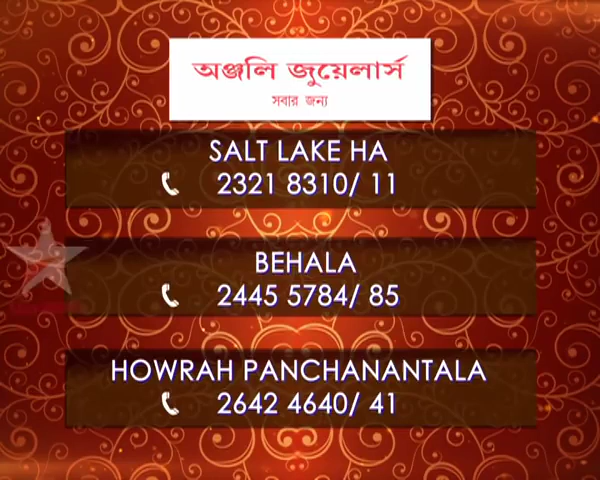 অঞ্জলি জুয়েলার্স
সবার জন্য
SALT LAKE HA
2321 8310/ 11
BEHALA
2445 5784/ 85
HOWRAH PANCHANANTALA
2642 4640/ 41